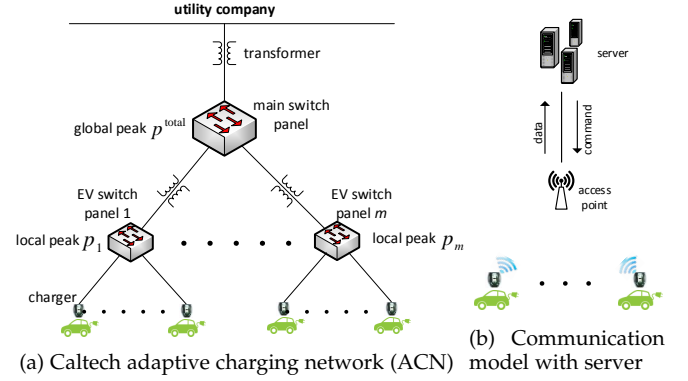 utility company
transformer
main switch
panel
global peak p^total
EV switch
panel 1
EV switch
panel m
local peak p_1
local peak p_m
charger
(a) Caltech adaptive charging network (ACN)
server
data
command
access
point
(b) Communication
model with server